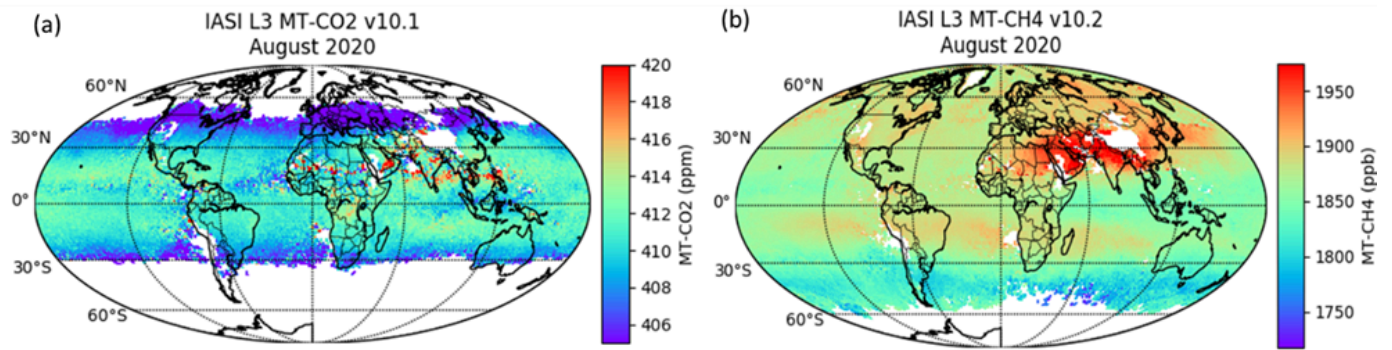 (a)
IASI L3 MT-CO2 v10.1
August 2020
60°N
30°N
0°
30°S
60°S
420
418
416
414
412
410
408
406
MT-CO2 (ppm)
(b)
IASI L3 MT-CH4 v10.2
August 2020
60°N
30°N
0°
30°S
60°S
1950
1900
1850
1800
1750
MT-CH4 (ppb)